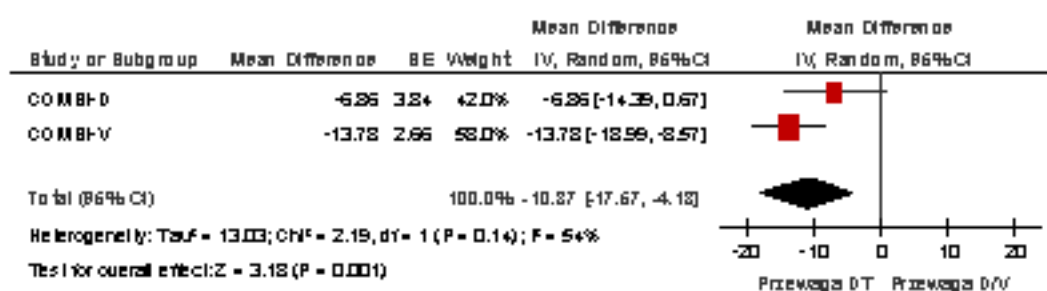 Mean Difference Mean Difference
Study or Subgroup Mean Difference SE Weight IV, Random, 95% CI IV, Random, 95% CI
COMBI-D -6.86 3.84 42.0% -6.86 [-14.39, 0.67]
COMBI-V -13.78 2.66 58.0% -13.78 [-18.99, -8.57]
Total (95% CI) 100.0% -10.87 [-17.57, -4.18]
Heterogeneity: Tau² = 13.03; Chi² = 2.19, df = 1 (P = 0.14); I² = 54%
Test for overall effect: Z = 3.18 (P = 0.001)
-20 -10 0 10 20
Przewaga DT Przewaga D/V